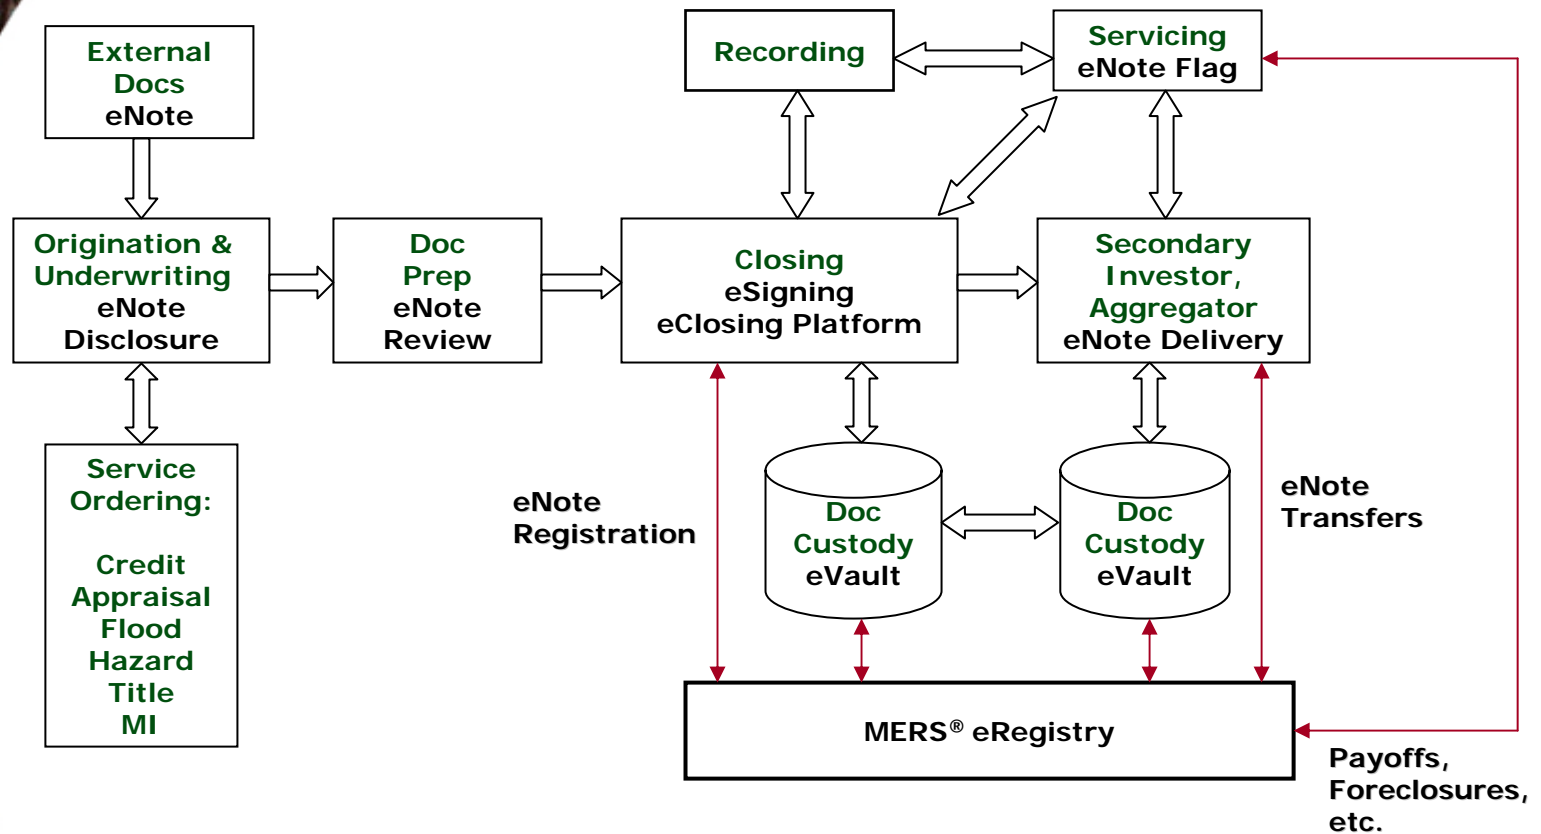 External
Docs
eNote
Recording
Servicing
eNote Flag
Origination &
Underwriting
eNote
Disclosure
Doc
Prep
eNote
Review
Closing
eSigning
eClosing Platform
Secondary
Investor,
Aggregator
eNote Delivery
Service
Ordering:
Credit
Appraisal
Flood
Hazard
Title
MI
eNote
Registration
Doc
Custody
eVault
Doc
Custody
eVault
eNote
Transfers
MERS® eRegistry
Payoffs,
Foreclosures,
etc.